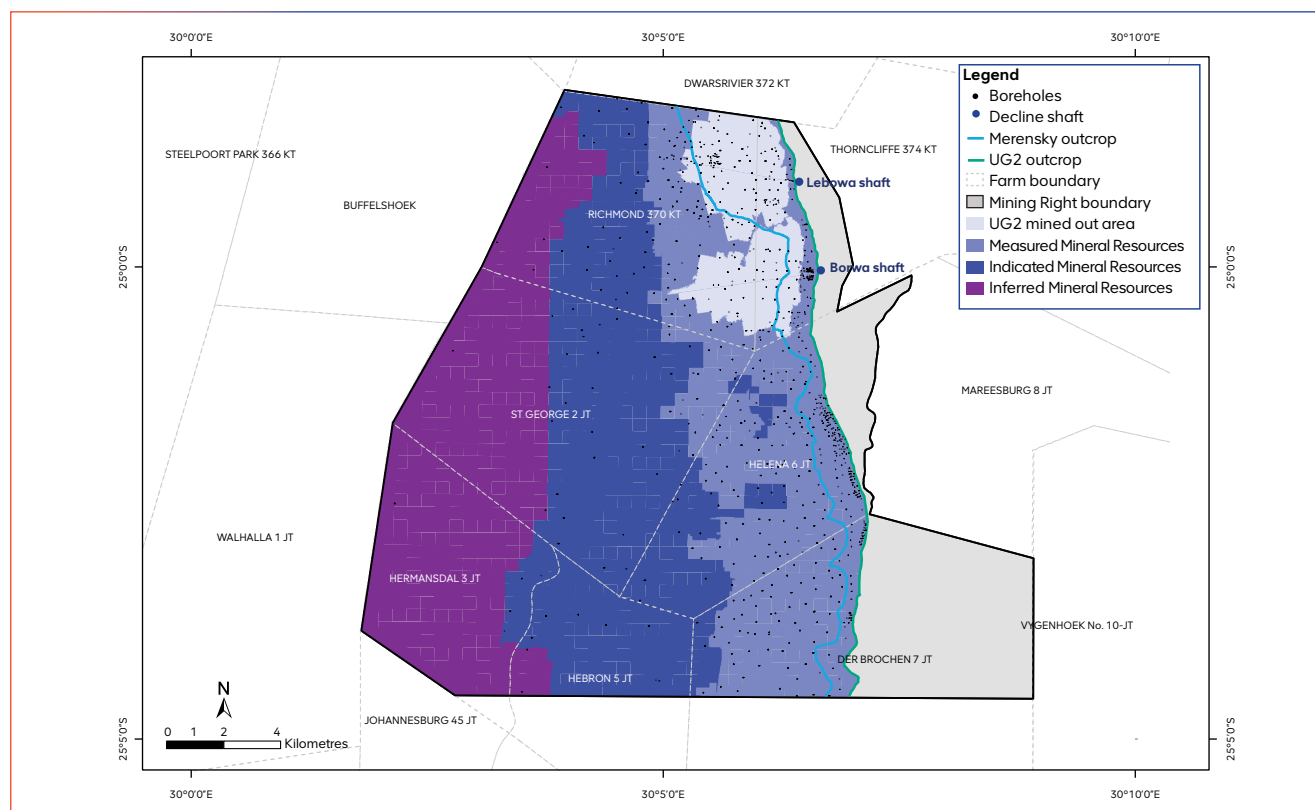 30°0'0"E
30°5'0"E
30°10'0"E
DWARSRIVIER 372 KT
Legend
Boreholes
Decline shaft
Merensky outcrop
UG2 outcrop
Farm boundary
Mining Right boundary
UG2 mined out area
Measured Mineral Resources
Indicated Mineral Resources
Inferred Mineral Resources
STEELPOORT PARK 366 KT
THORNCLIFFE 374 KT
Lebowa shaft
BUFFELSHOEK
RICHMOND 370 KT
25°0'0"S
Borwa shaft
25°0'0"S
MAREESBURG 8 JT
ST GEORGE 2 JT
HELENA 6 JT
WALHALLA 1 JT
HERMANSDAL 3 JT
VYGENHOEK No. 10-JT
DER BROCHEN 7 JT
HEBRON 5 JT
N
JOHANNESBURG 45 JT
0 1 2 4
Kilometres
25°5'0"S
25°5'0"S
30°0'0"E
30°5'0"E
30°10'0"E